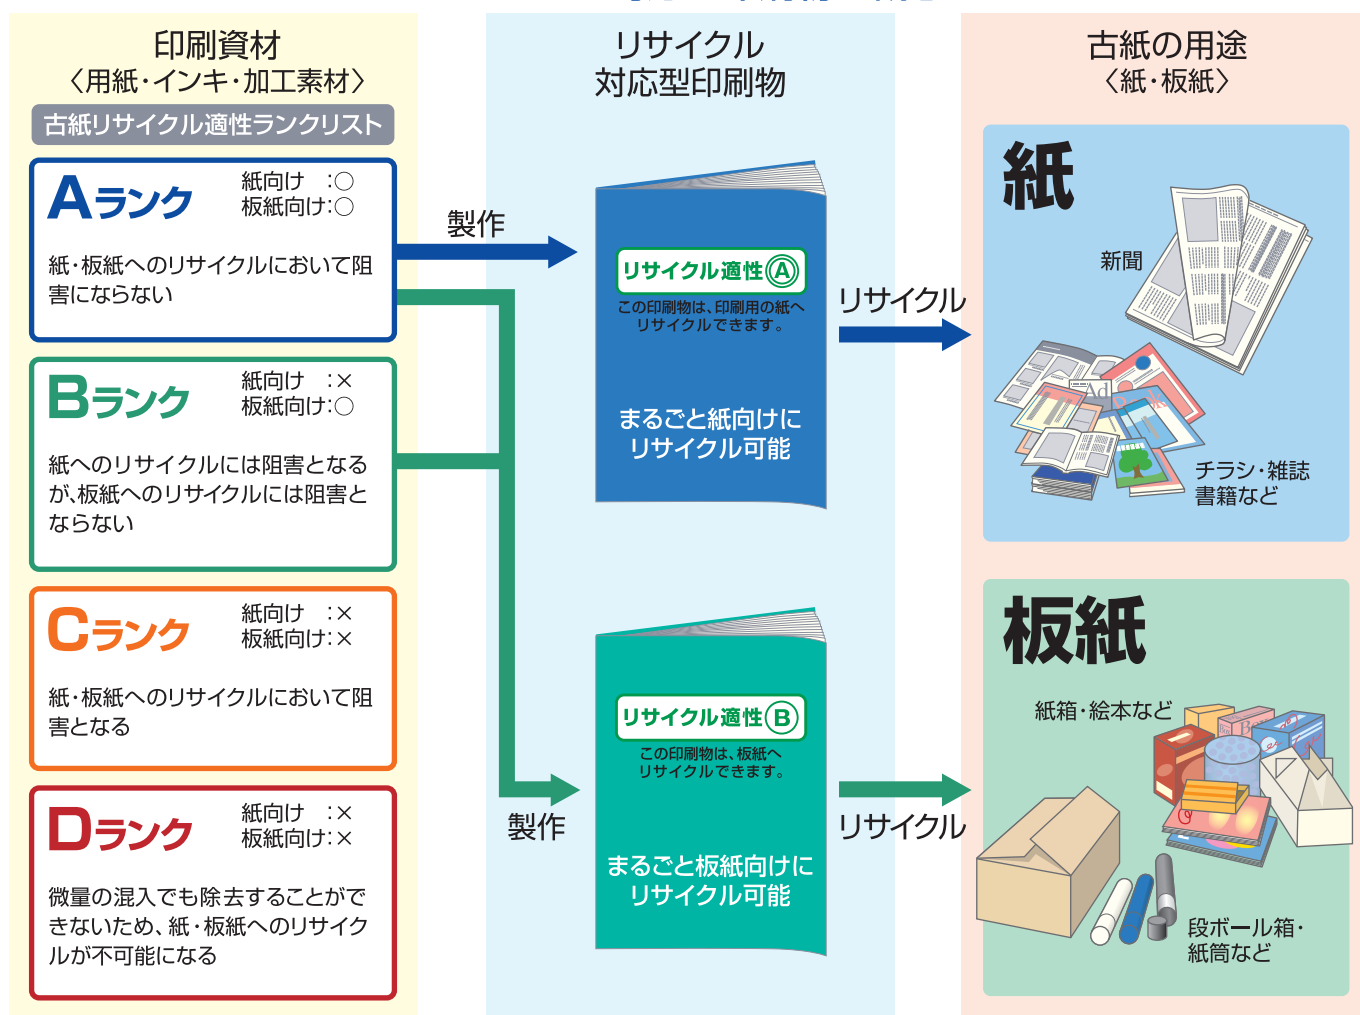 印刷資材
〈用紙・インキ・加工素材〉
古紙リサイクル適性ランクリスト
Aランク
紙向け　:○
板紙向け:○
紙・板紙へのリサイクルにおいて阻
害にならない
Bランク
紙向け　:×
板紙向け:○
紙へのリサイクルには阻害となる
が、板紙へのリサイクルには阻害と
ならない
Cランク
紙向け　:×
板紙向け:×
紙・板紙へのリサイクルにおいて阻
害となる
Dランク
紙向け　:×
板紙向け:×
微量の混入でも除去することがで
きないため、紙・板紙へのリサイク
ルが不可能になる
製作
製作
リサイクル
対応型印刷物
リサイクル適性Ⓐ
この印刷物は、印刷用の紙へ
リサイクルできます。
まるごと紙向けに
リサイクル可能
リサイクル適性Ⓑ
この印刷物は、板紙へ
リサイクルできます。
まるごと板紙向けに
リサイクル可能
リサイクル
リサイクル
古紙の用途
〈紙・板紙〉
紙
新聞
Ad
チラシ・雑誌
書籍など
板紙
紙箱・絵本など
段ボール箱・
紙筒など